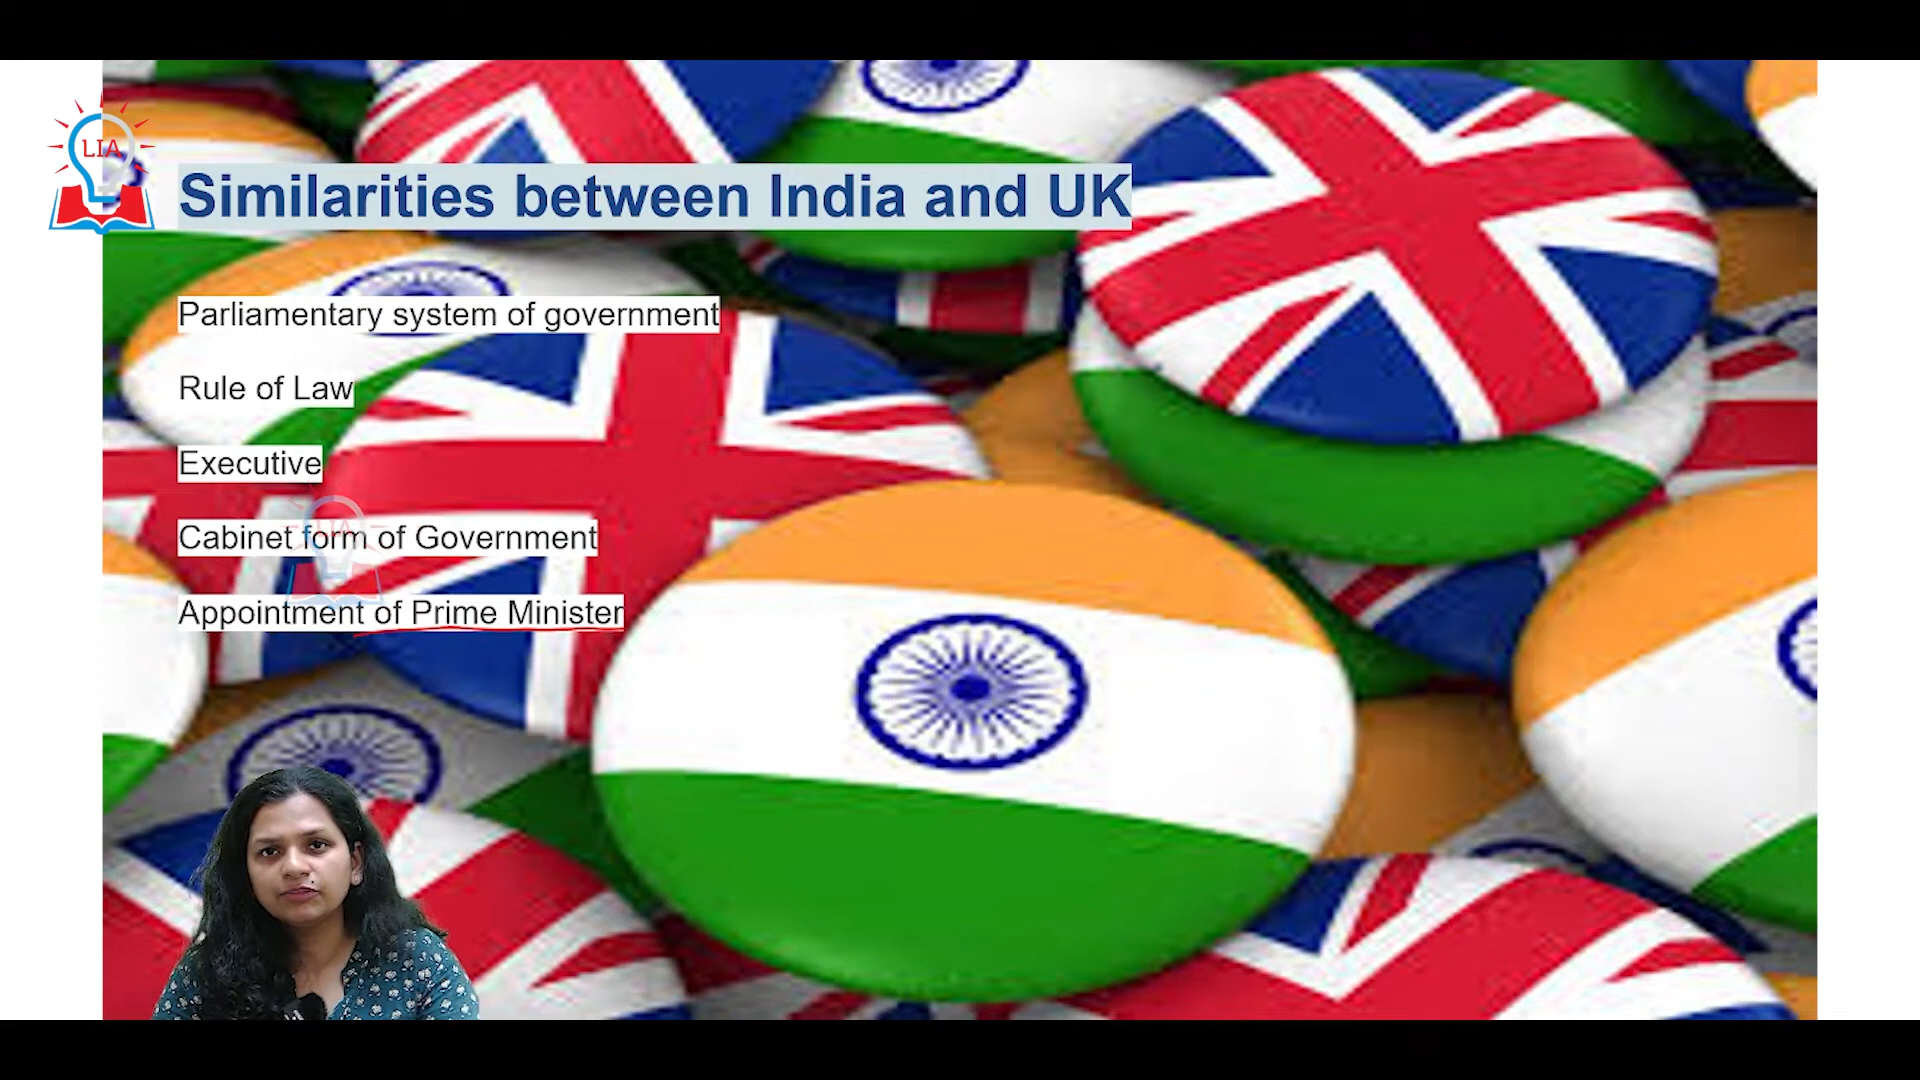 LIA
Similarities between India and UK
Parliamentary system of government
Rule of Law
Executive
Cabinet form of Government
LIA
Appointment of Prime Minister